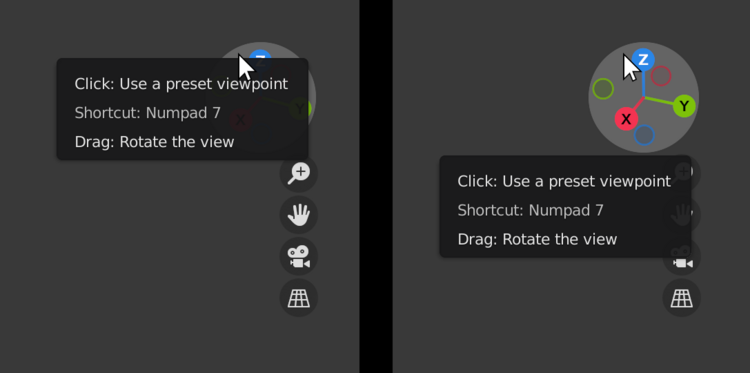 Z
Click: Use a preset viewpoint
Shortcut: Numpad 7
Y
X
Drag: Rotate the view
Z
Y
X
Click: Use a preset viewpoint
Shortcut: Numpad 7
Drag: Rotate the view